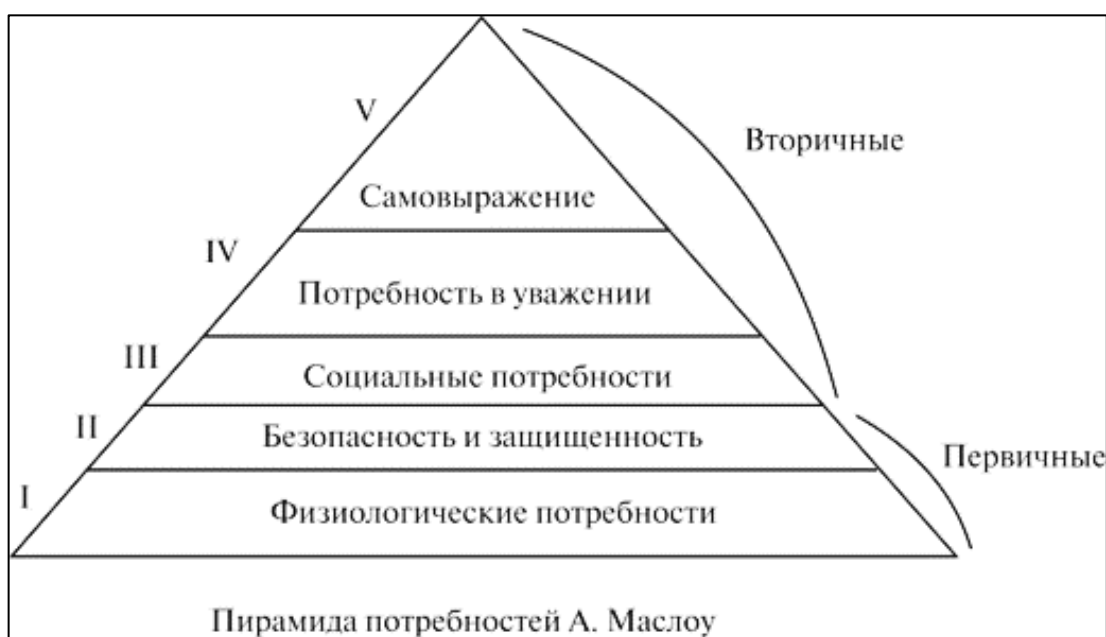 V
Вторичные
Самовыражение
IV
Потребность в уважении
III
Социальные потребности
II
Безопасность и защищенность
Первичные
I
Физиологические потребности
Пирамида потребностей А. Маслоу